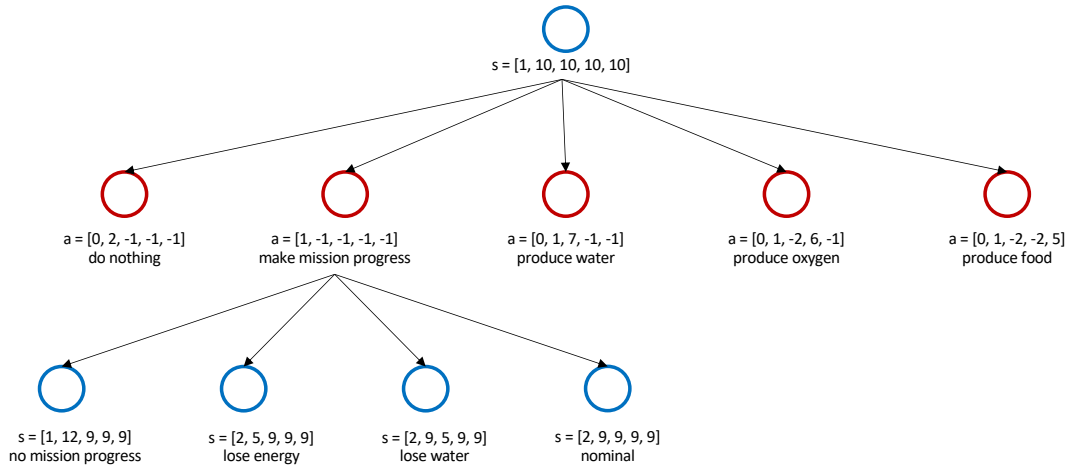 s = [1, 10, 10, 10, 10]
a = [0, 2, -1, -1, -1]
do nothing
a = [1, -1, -1, -1, -1]
make mission progress
a = [0, 1, 7, -1, -1]
produce water
a = [0, 1, -2, 6, -1]
produce oxygen
a = [0, 1, -2, -2, 5]
produce food
s = [1, 12, 9, 9, 9]
no mission progress
s = [2, 5, 9, 9, 9]
lose energy
s = [2, 9, 5, 9, 9]
lose water
s = [2, 9, 9, 9, 9]
nominal